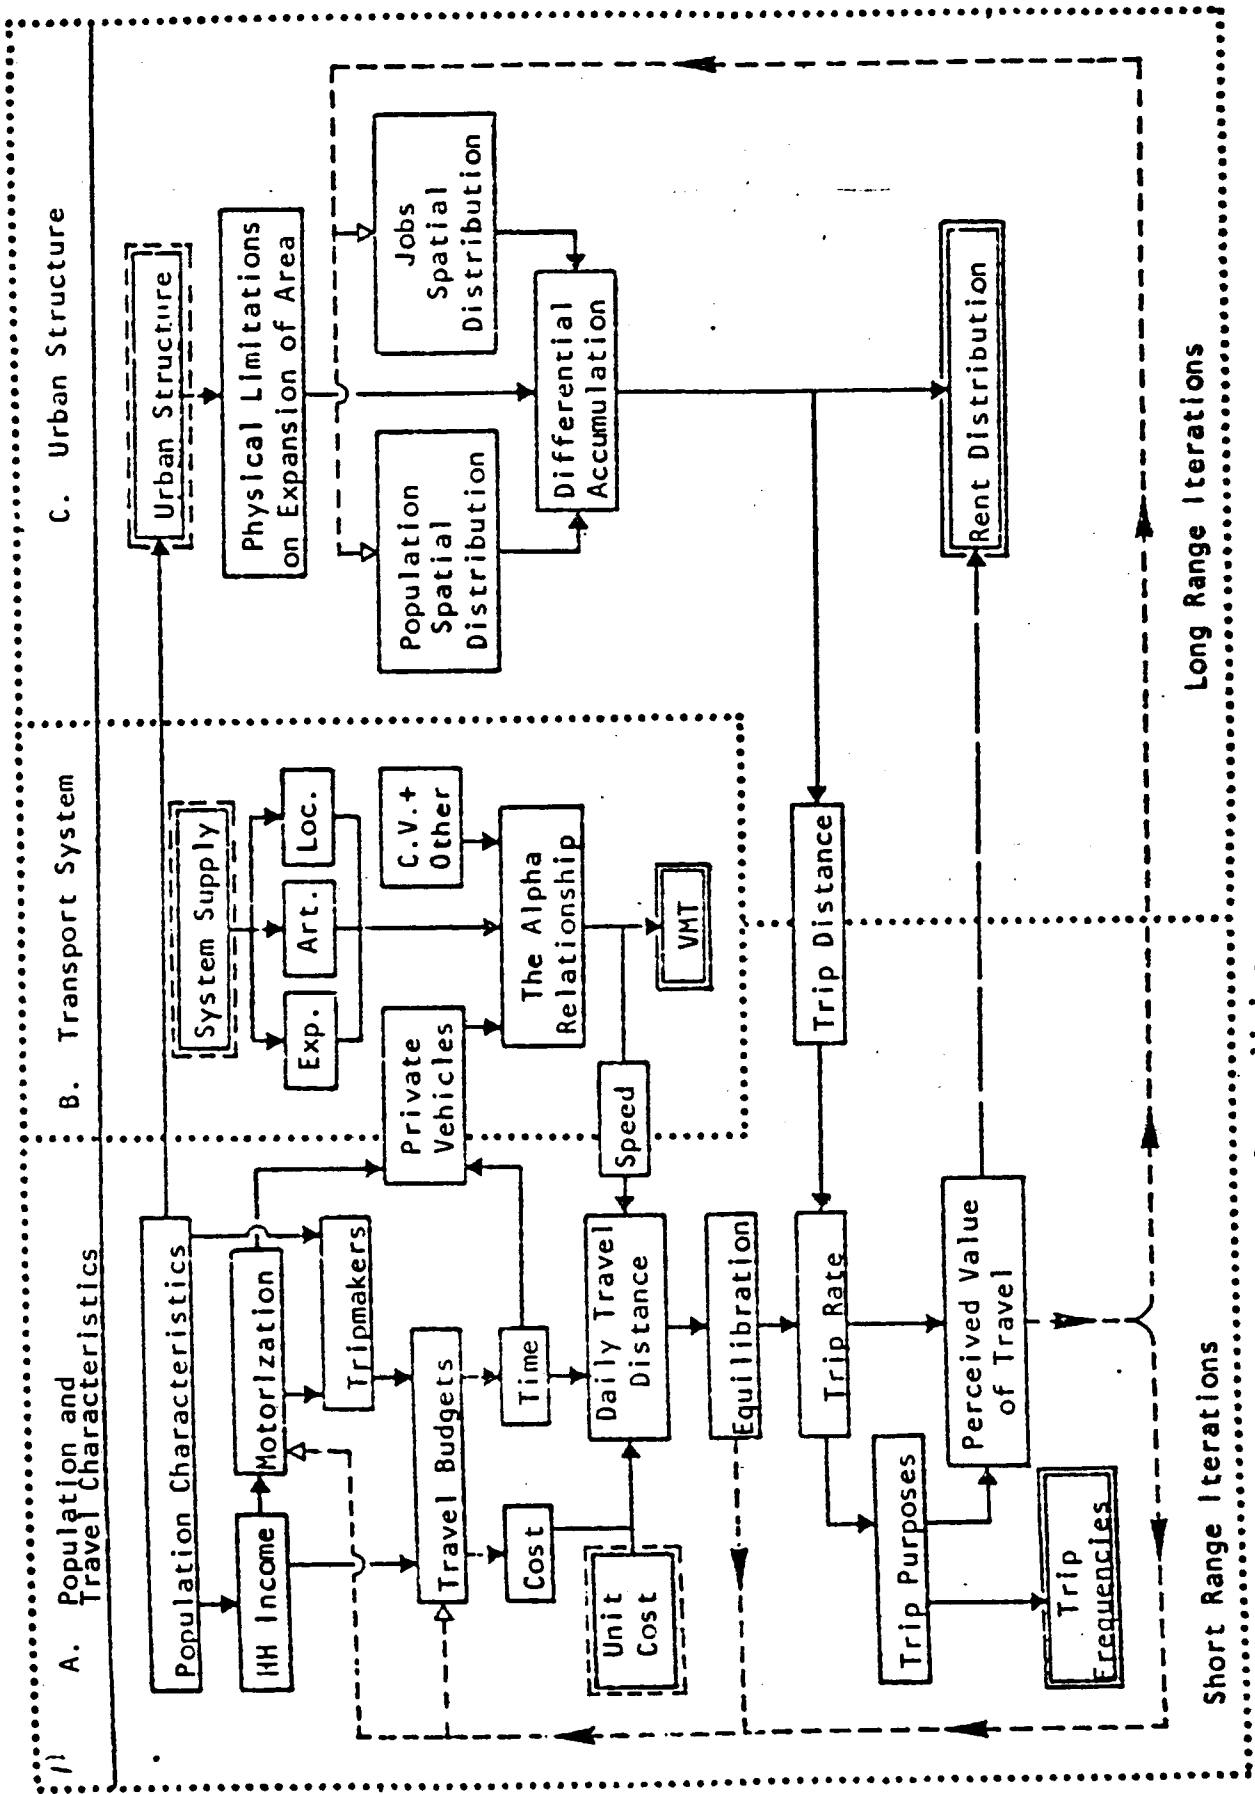 A. Population and
Travel Characteristics
B. Transport System
C. Urban Structure
Population Characteristics
HH Income
Motorization
Tripmakers
Travel Budgets
Cost
Time
Unit
Cost
Daily Travel
Distance
Equilibration
Trip Rate
Trip Purposes
Perceived Value
of Travel
Trip
Frequencies
System Supply
Exp.
Art.
Loc.
Private
Vehicles
C.V.+
Other
The Alpha
Relationship
Speed
VMT
Trip Distance
Urban Structure
Physical Limitations
on Expansion of Area
Population
Spatial
Distribution
Jobs
Spatial
Distribution
Differential
Accumulation
Rent Distribution
Short Range Iterations
Long Range Iterations